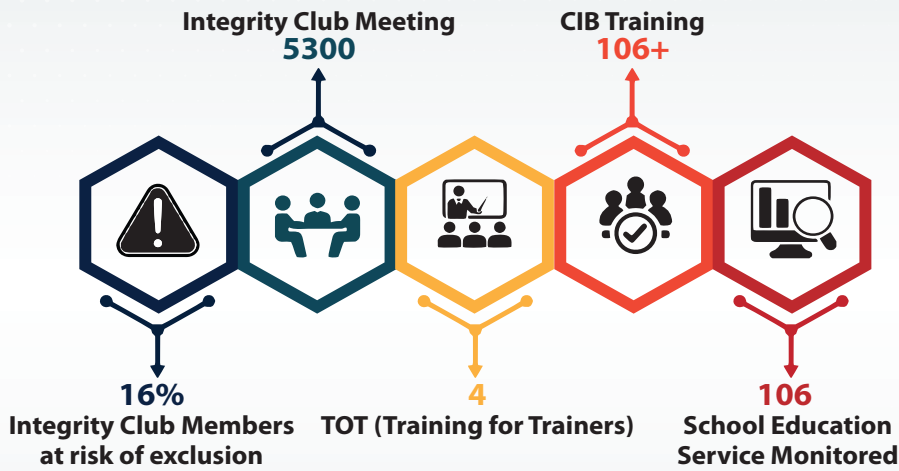 Integrity Club Meeting
5300
CIB Training
106+
16%
Integrity Club Members
at risk of exclusion
4
TOT (Training for Trainers)
106
School Education
Service Monitored